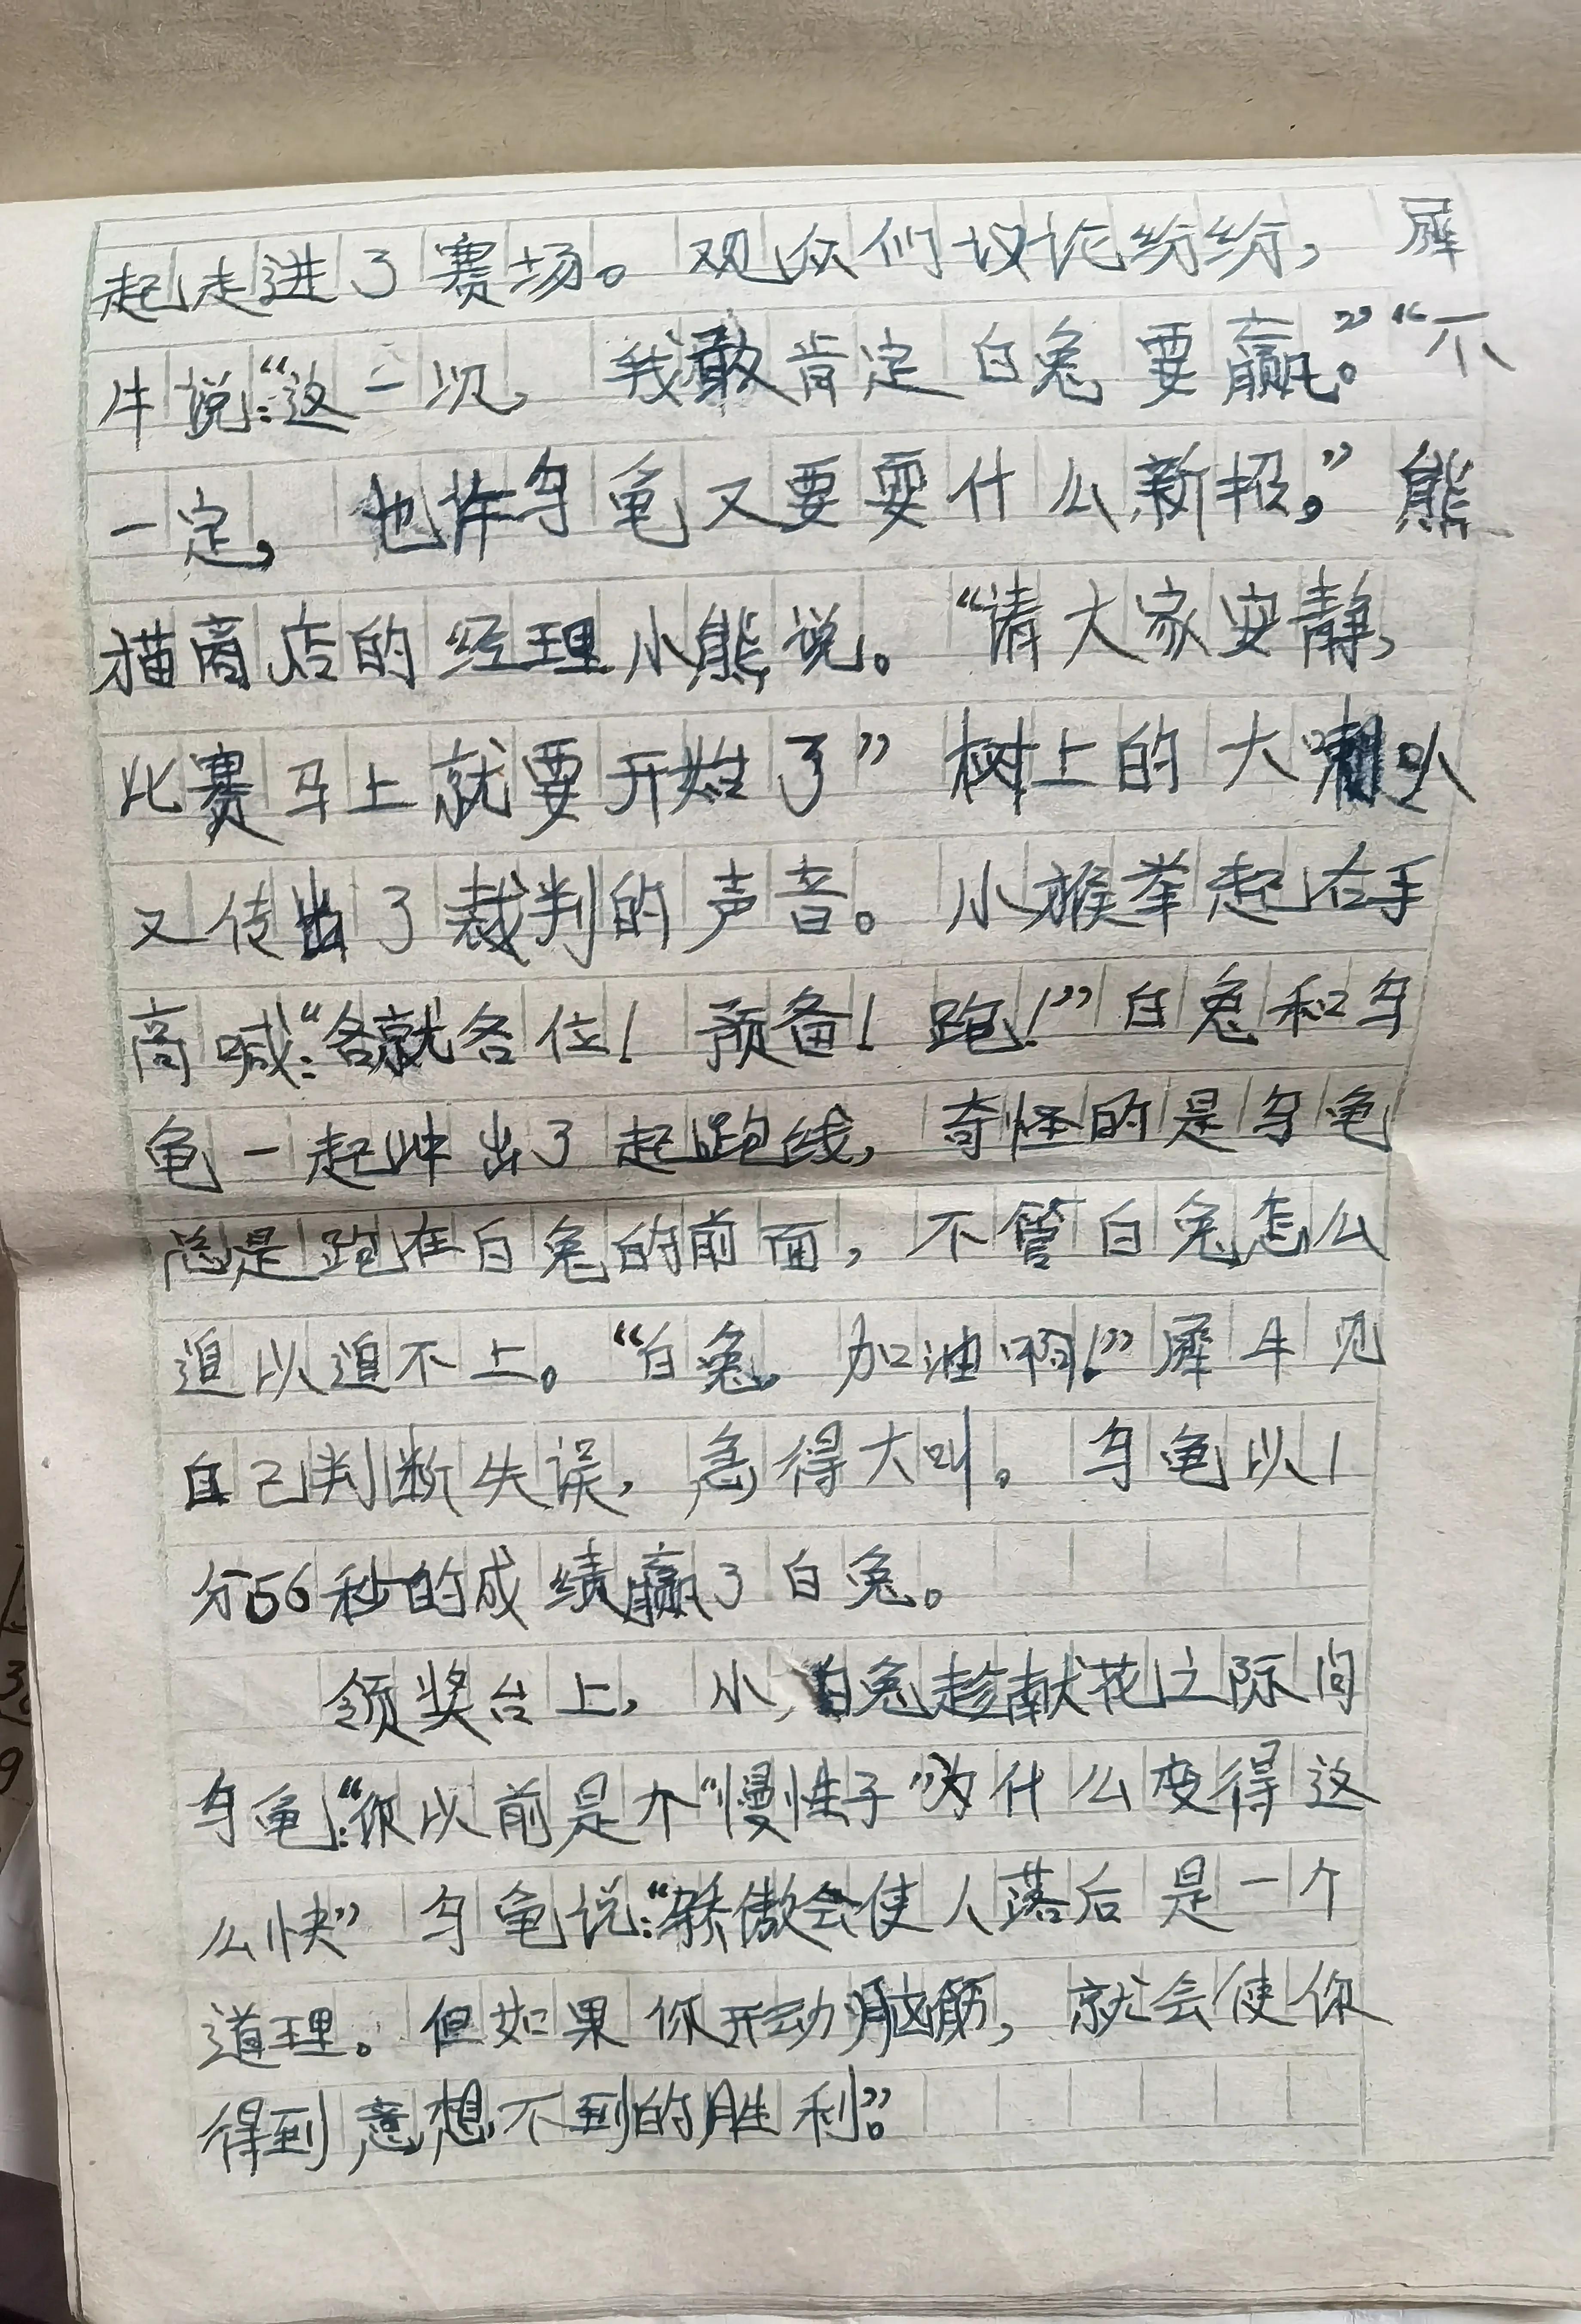 起走进了赛场。观众们议论纷纷，犀
牛说：“这一次，我敢肯定白兔要赢。”“不
一定，也许乌龟又要耍什么新招，”熊
猫商店的经理小熊说。“请大家安静，
比赛马上就要开始了”树上的大喇叭
又传出了裁判的声音。小猴举起右手
高喊：“各就各位！预备！跑！”白兔和乌
龟一起冲出了起跑线，奇怪的是乌龟
总是跑在白兔的前面，不管白兔怎么
追以追不上。“白兔，加油啊！”犀牛见
自己判断失误，急得大叫。乌龟以1
分56秒的成绩赢了白兔。
领奖台上，小白兔趁献花之际问
乌龟：“你以前是个“慢性子”为什么变得这
么快”乌龟说：“骄傲会使人落后是一个
道理。但如果你开动脑筋，就会使你
得到意想不到的胜利”。